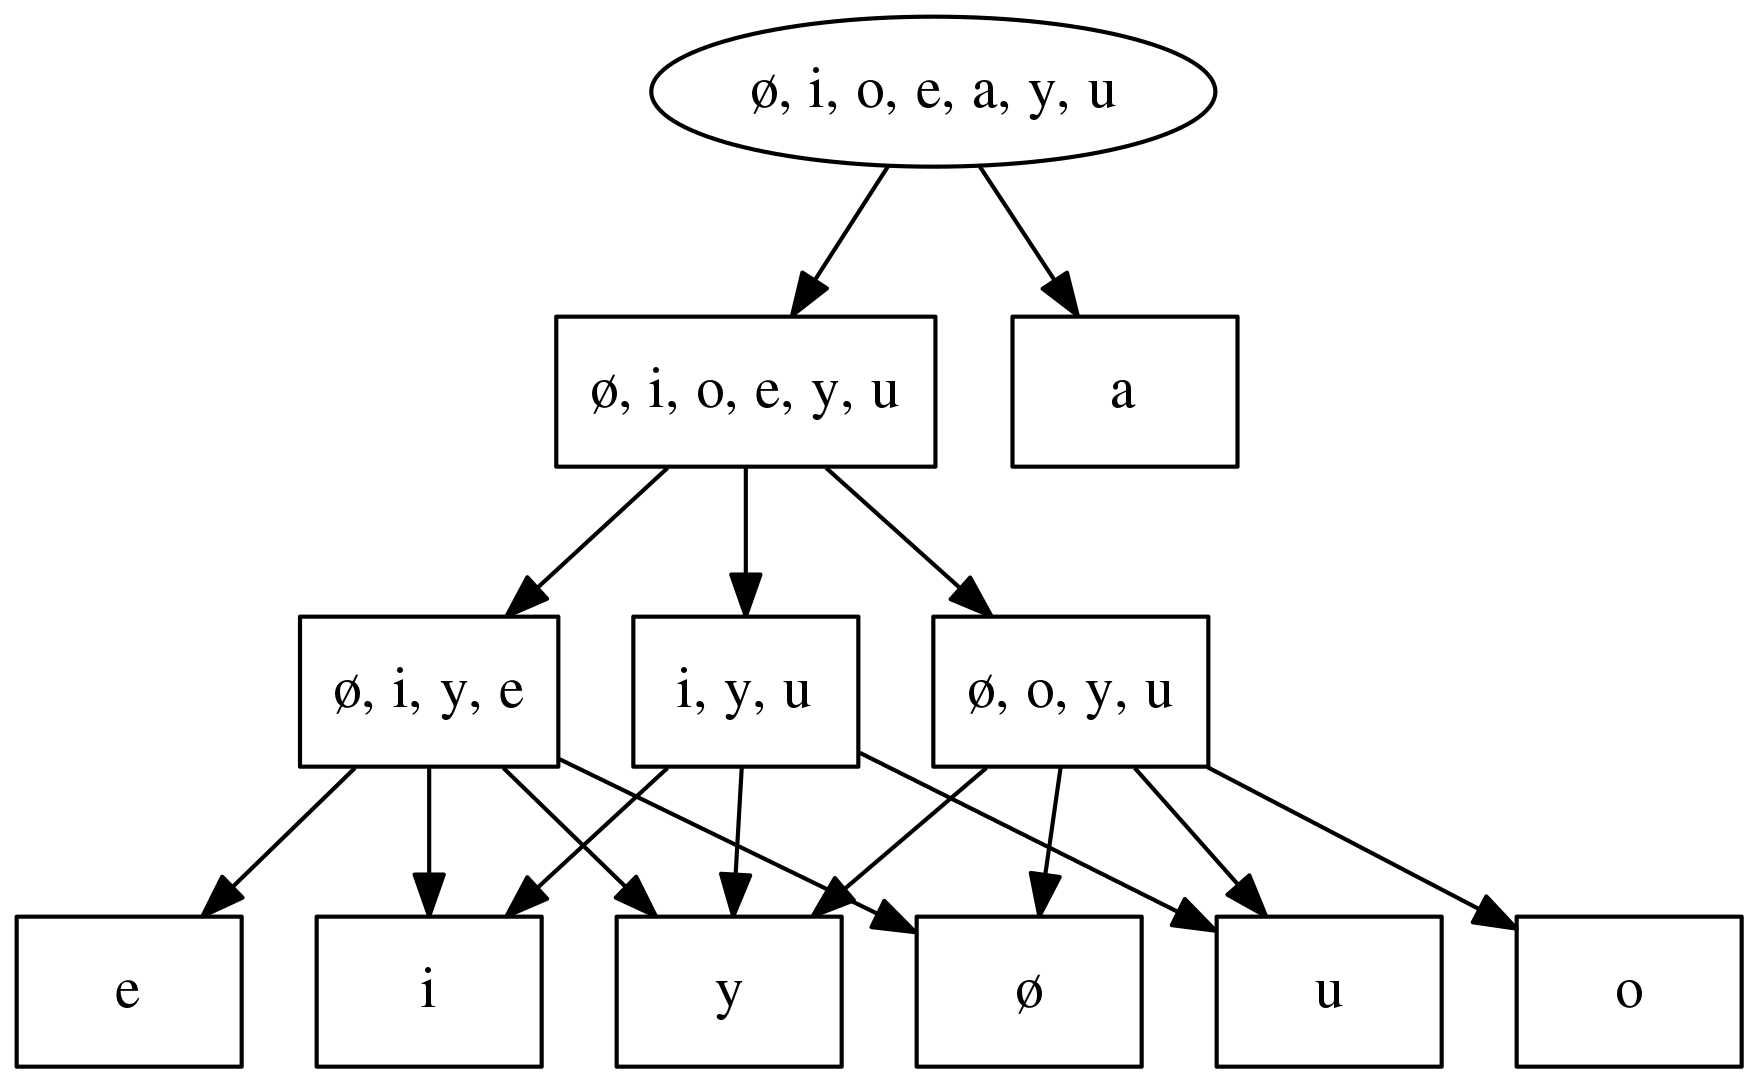 ø, i, o, e, a, y, u
ø, i, o, e, y, u
a
ø, i, y, e
i, y, u
ø, o, y, u
e
i
y
ø
u
o